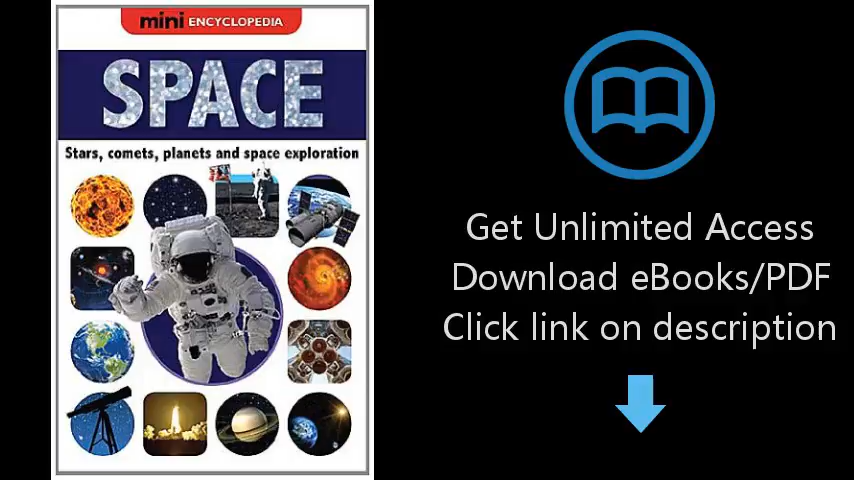 mini ENCYCLOPEDIA
SPACE
Stars, comets, planets and space exploration
Get Unlimited Access
Download eBooks/PDF
Click link on description